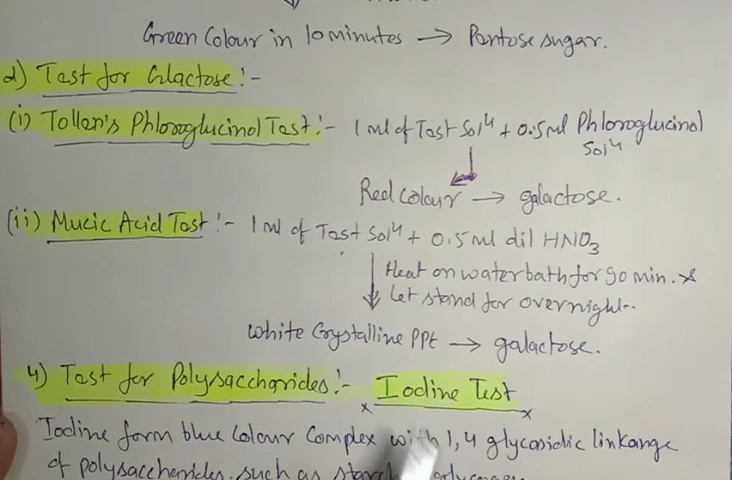 Green Colour in 10 minutes → Pantose sugar.
d) Test for Galactose:-
(i) Tollen's Phloroglucinol Test:- 1 ml of Test Solⁿ + 0.5 ml Phloroglucinol Solⁿ
Red Colour → galactose.
(ii) Mucic Acid Test:- 1 ml of Test Solⁿ + 0.5 ml dil HNO₃
Heat on waterbath for 90 min. &
Let stand for overnight..
White Crystalline PPt → galactose.
4) Test for Polysaccharides:- Iodine Test
Iodine form blue Colour Complex with 1,4 glycosidic linkange
of polysaccharides. such as